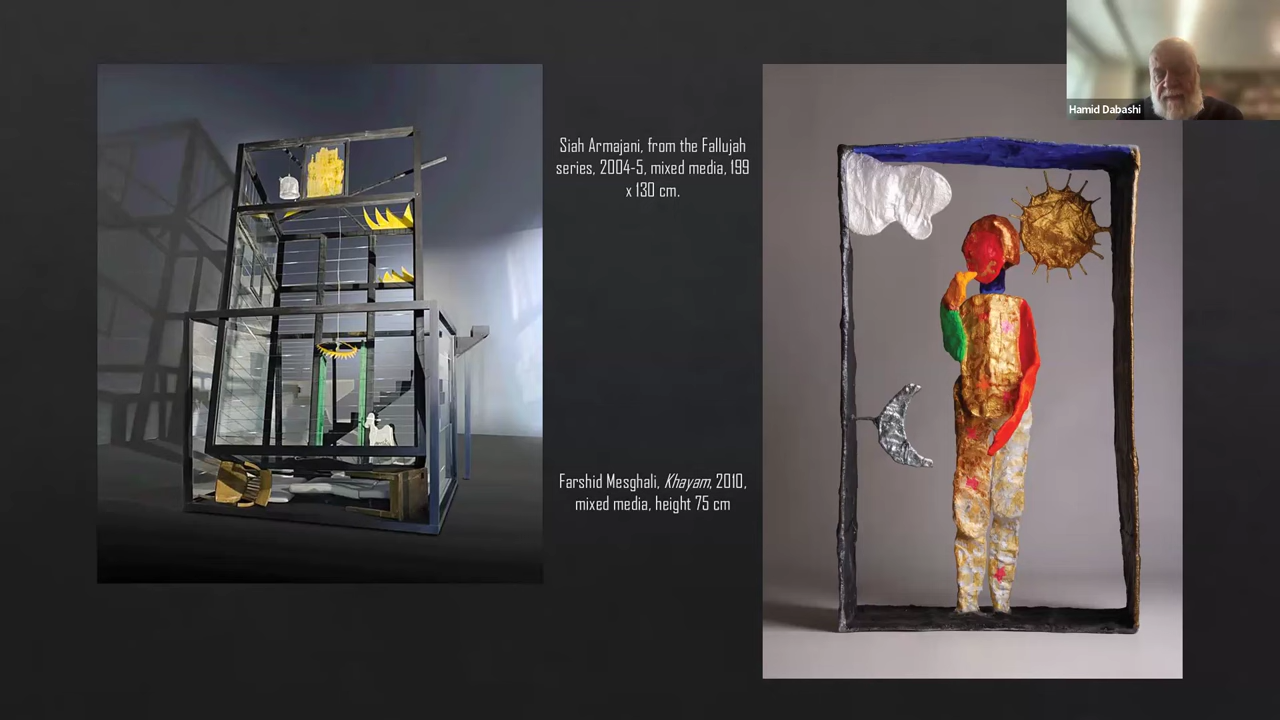 Hamid Dabashi
Siah Armajani, from the Fallujah
series, 2004-5, mixed media, 199
x 130 cm.
Farshid Mesghali, Khayam, 2010,
mixed media, height 75 cm